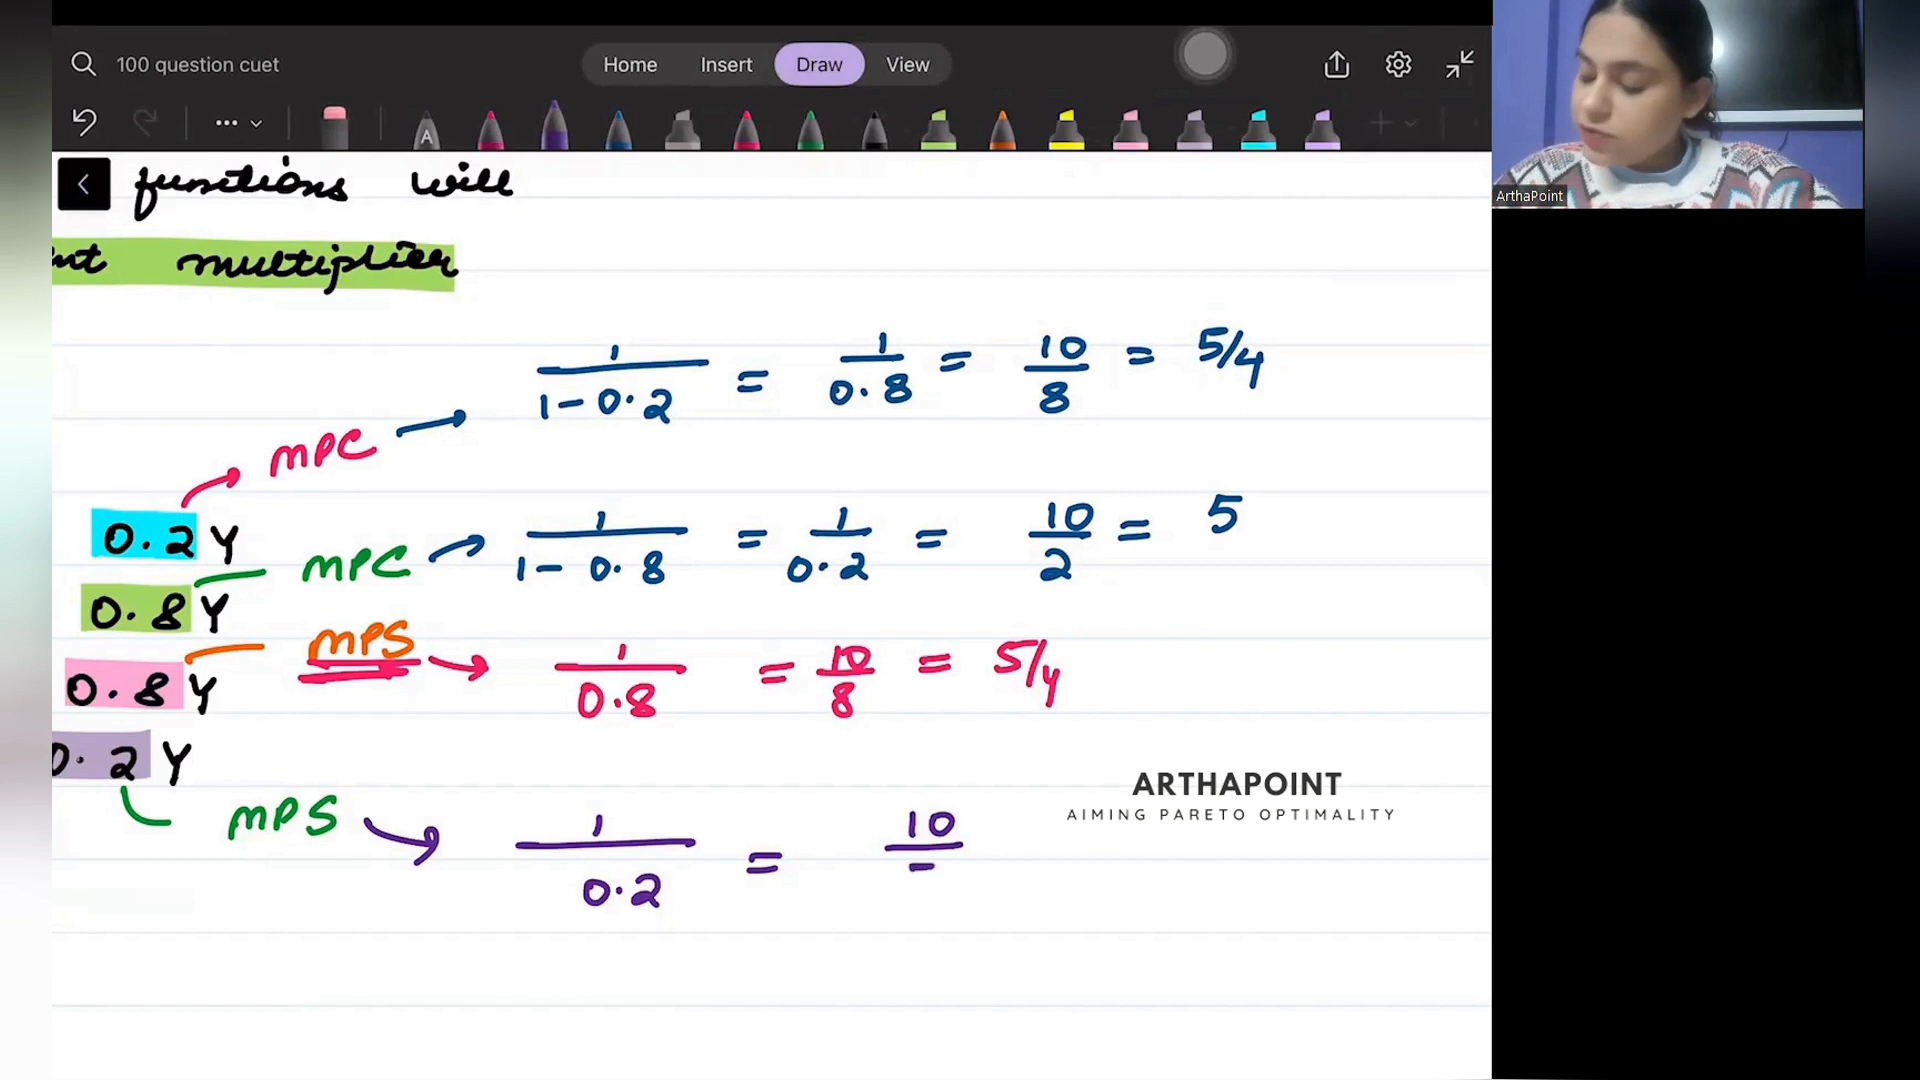 100 question cuet
Home Insert Draw View
A
ArthaPoint
functions will
nt multiplier
1/(1-0.2) = 1/0.8 = 10/8 = 5/4
MPC
0.2Y
MPC 1/(1-0.8) = 1/0.2 = 10/2 = 5
0.8Y
MPS 1/0.8 = 10/8 = 5/4
0.8Y
0.2Y
ARTHAPOINT
AIMING PARETO OPTIMALITY
MPS 1/0.2 = 10/